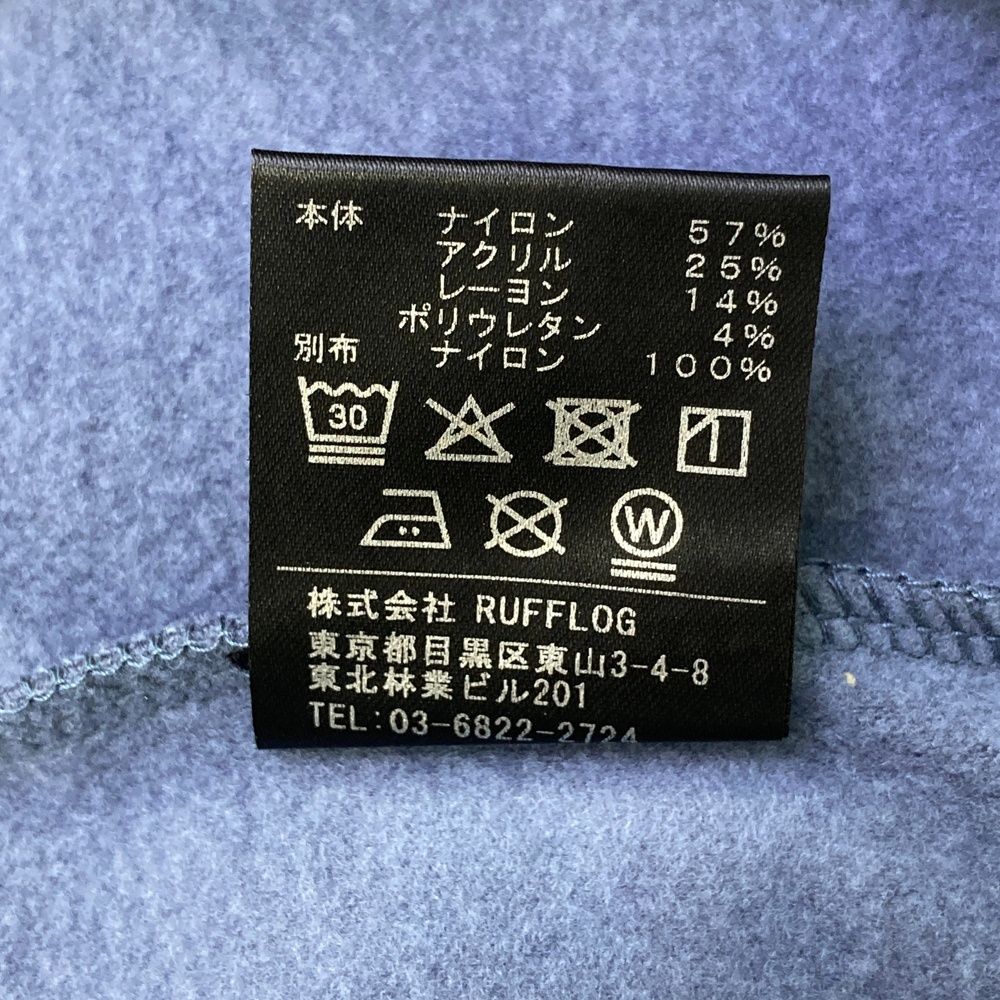 本体 ナイロン 57%
アクリル 25%
レーヨン 14%
ポリウレタン 4%
別布 ナイロン 100%
30
W
株式会社 RUFFLOG
東京都目黒区東山3-4-8
東北林業ビル201
TEL:03-6822-2724